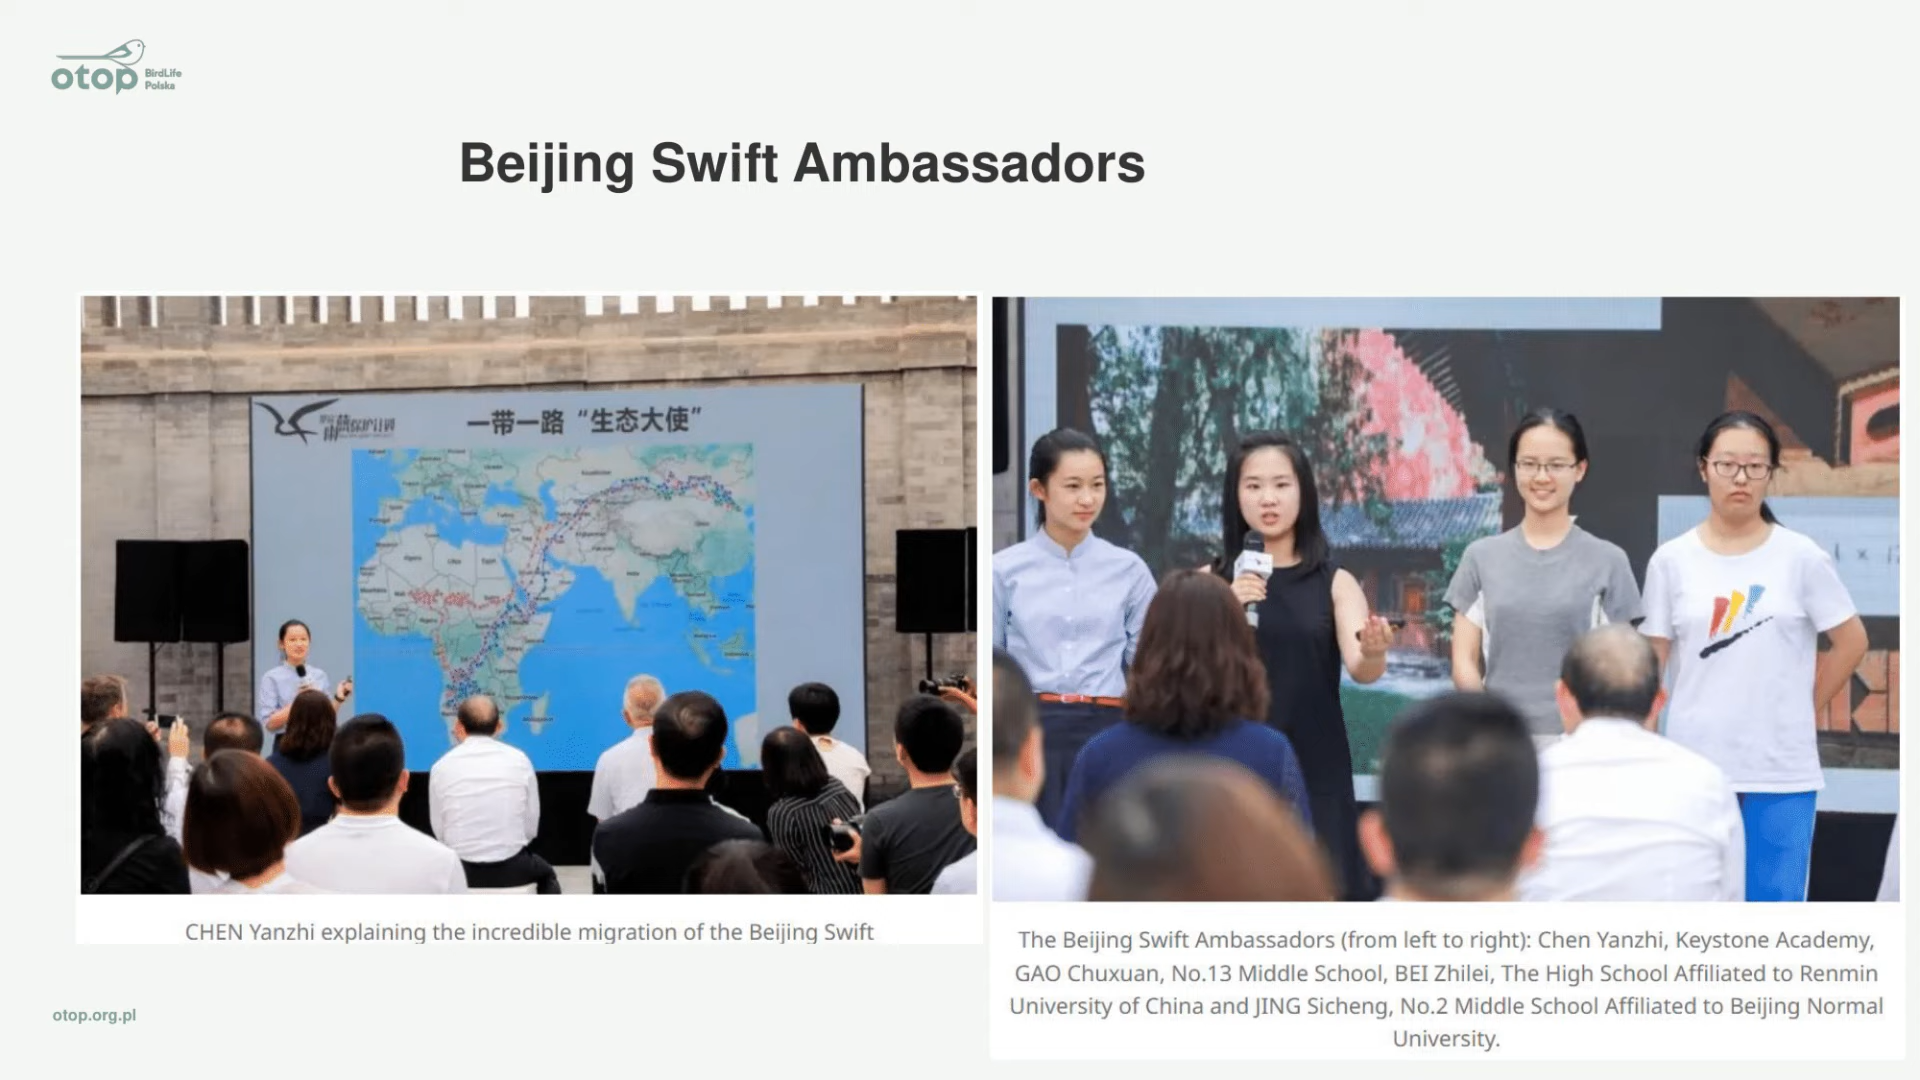 otop
BirdLife
Polska
Beijing Swift Ambassadors
一带一路“生态大使”
CHEN Yanzhi explaining the incredible migration of the Beijing Swift
The Beijing Swift Ambassadors (from left to right): Chen Yanzhi, Keystone Academy,
GAO Chuxuan, No.13 Middle School, BEI Zhilei, The High School Affiliated to Renmin
University of China and JING Sicheng, No.2 Middle School Affiliated to Beijing Normal
University.
otop.org.pl